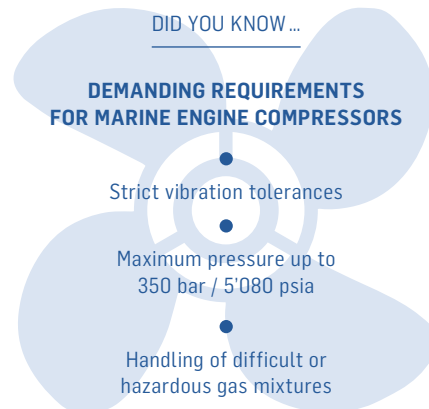 DID YOU KNOW ...
DEMANDING REQUIREMENTS
FOR MARINE ENGINE COMPRESSORS
Strict vibration tolerances
Maximum pressure up to
350 bar / 5'080 psia
Handling of difficult or
hazardous gas mixtures